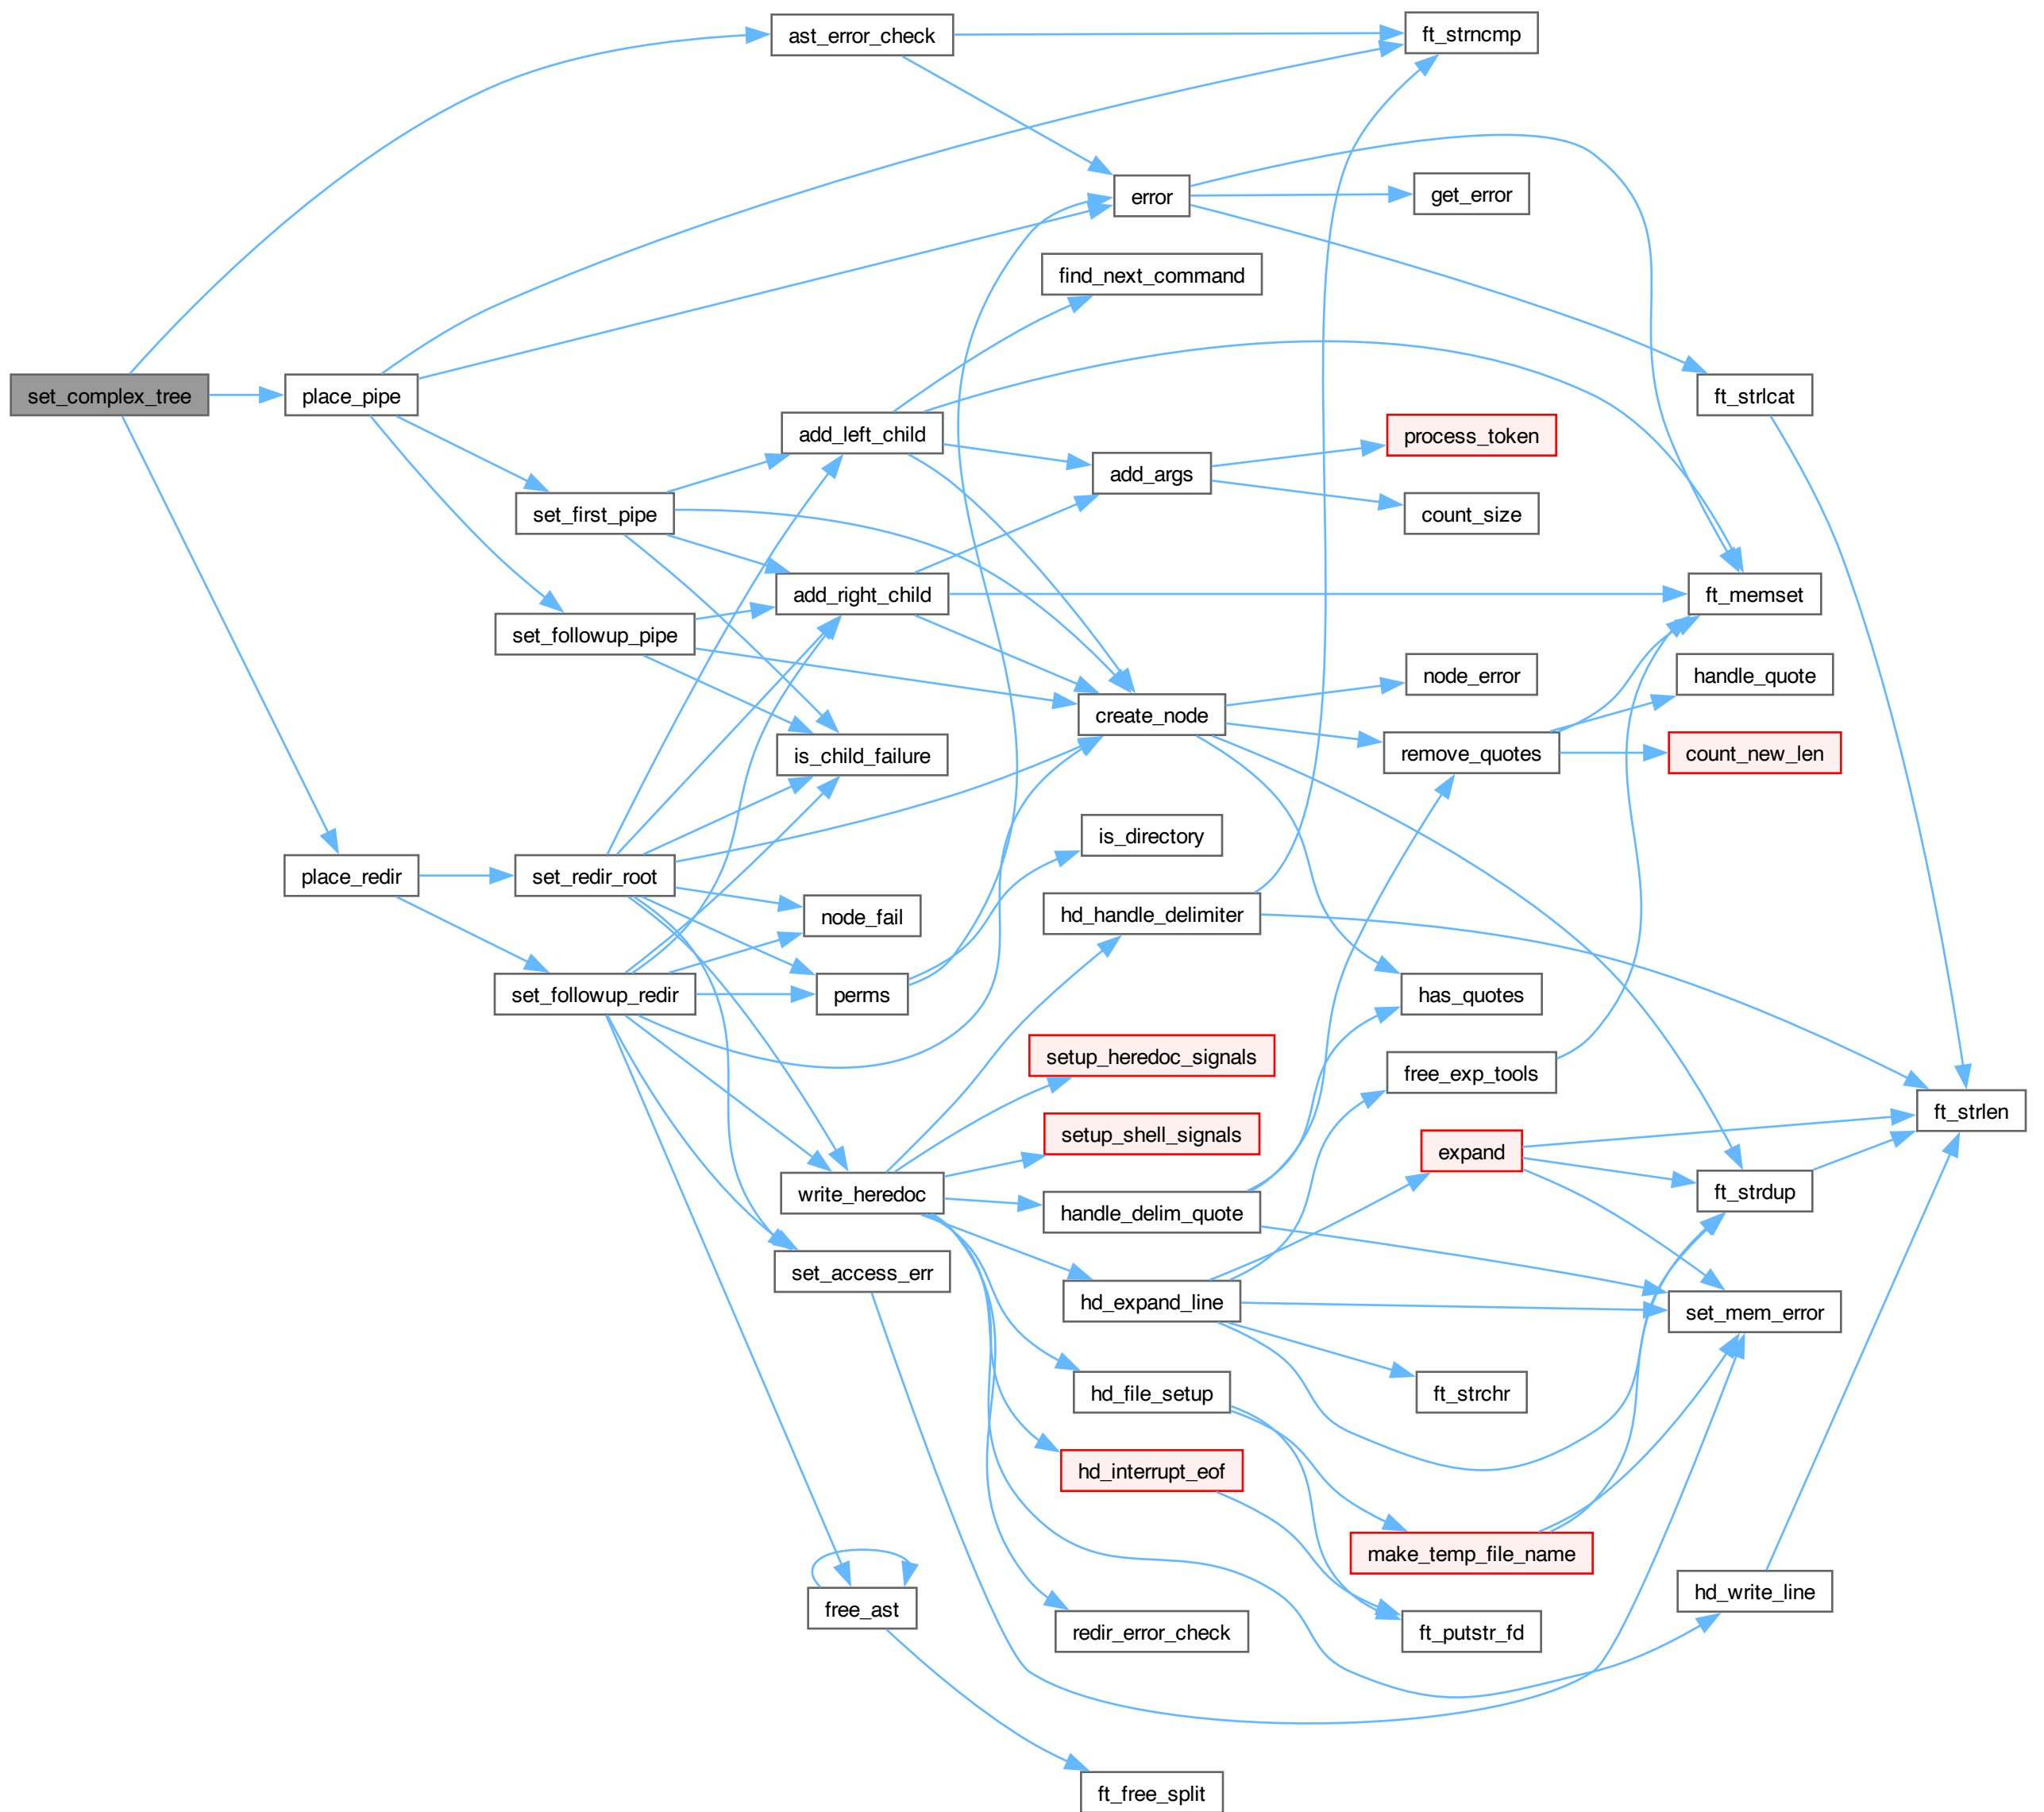 ast_error_check
ft_strncmp
error
get_error
find_next_command
set_complex_tree
place_pipe
ft_strlcat
add_left_child
process_token
add_args
set_first_pipe
count_size
add_right_child
ft_memset
set_followup_pipe
node_error
handle_quote
create_node
is_child_failure
remove_quotes
count_new_len
is_directory
place_redir
set_redir_root
node_fail
hd_handle_delimiter
set_followup_redir
perms
has_quotes
setup_heredoc_signals
free_exp_tools
ft_strlen
setup_shell_signals
expand
write_heredoc
handle_delim_quote
ft_strdup
set_access_err
hd_expand_line
set_mem_error
hd_file_setup
ft_strchr
hd_interrupt_eof
make_temp_file_name
hd_write_line
free_ast
redir_error_check
ft_putstr_fd
ft_free_split